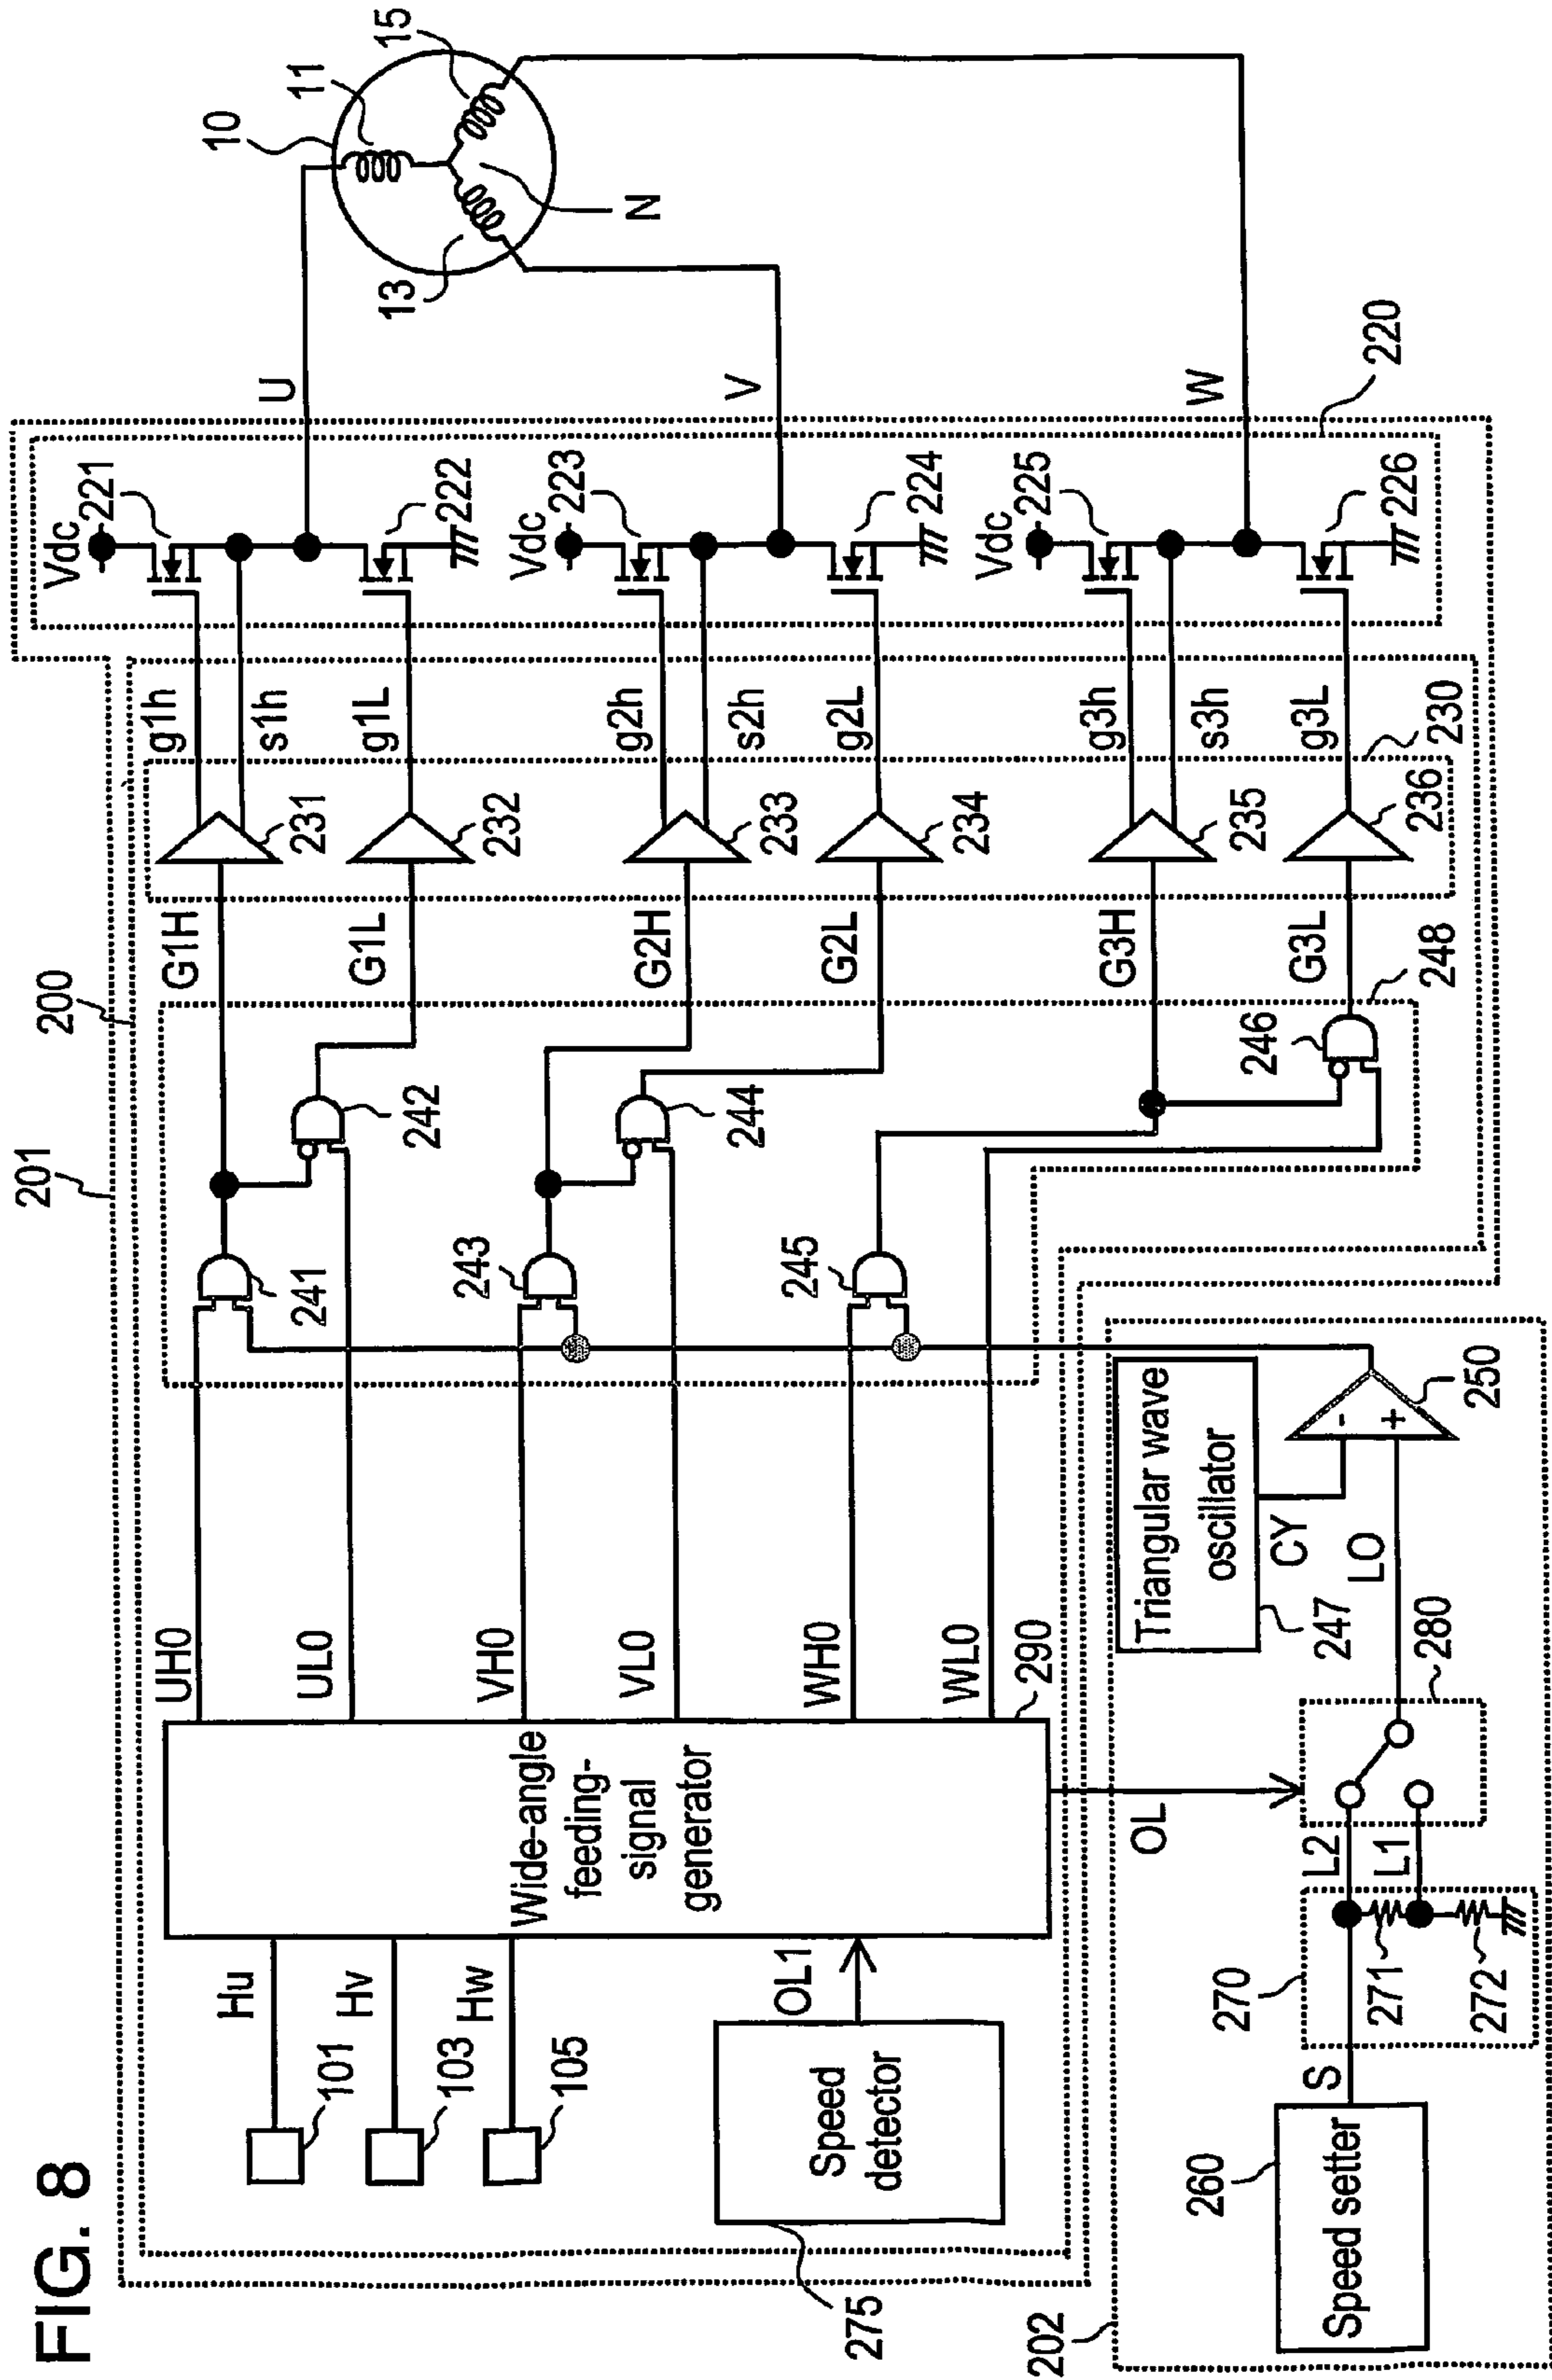 FIG. 8
201
200
Hu
Hv
Hw
101
103
105
Speed
detector
275
OL1
Wide-angle
feeding-
signal
generator
290
UH0
UL0
VH0
VL0
WH0
WL0
241
242
243
244
245
246
248
G1H
G1L
G2H
G2L
G3H
G3L
231
232
233
234
235
236
230
g1h
s1h
g1L
g2h
s2h
g2L
g3h
s3h
g3L
Vdc
221
222
Vdc
223
224
Vdc
225
226
220
U
V
W
10
11
13
15
N
202
260
Speed setter
S
270
271
272
L2
L1
OL
280
LO
Triangular wave
oscillator
247
CY
-
+
250